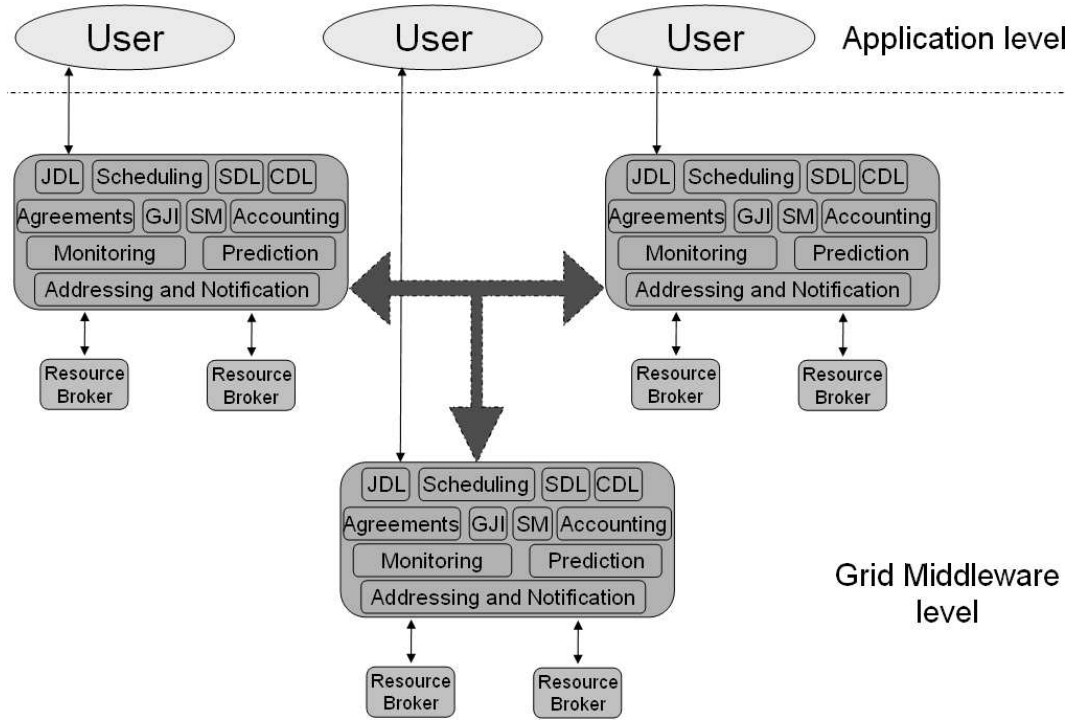 User
User
User
Application level
JDL
Scheduling
SDL
CDL
Agreements
GJI
SM
Accounting
Monitoring
Prediction
Addressing and Notification
Resource
Broker
Resource
Broker
JDL
Scheduling
SDL
CDL
Agreements
GJI
SM
Accounting
Monitoring
Prediction
Addressing and Notification
Resource
Broker
Resource
Broker
JDL
Scheduling
SDL
CDL
Agreements
GJI
SM
Accounting
Monitoring
Prediction
Addressing and Notification
Resource
Broker
Resource
Broker
Grid Middleware
level